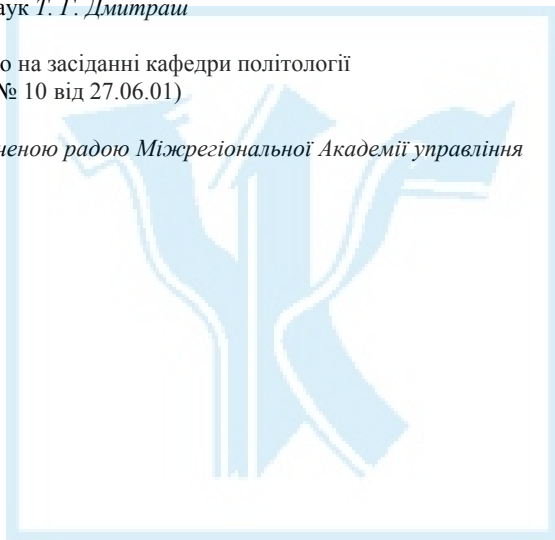 аук Т. Г. Дмитраш
о на засіданні кафедри політології
№ 10 від 27.06.01)
ченою радою Міжрегіональної Академії управління